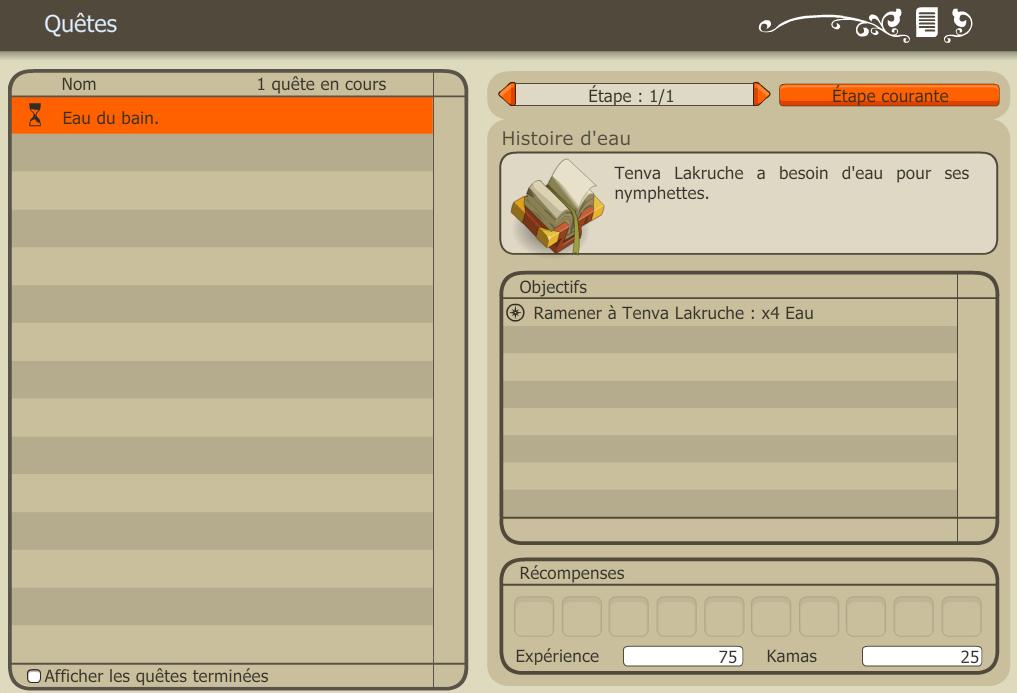 Quêtes
Nom 1 quête en cours
Eau du bain.
Afficher les quêtes terminées
Étape : 1/1 Étape courante
Histoire d'eau
Tenva Lakruche a besoin d'eau pour ses
nymphettes.
Objectifs
Ramener à Tenva Lakruche : x4 Eau
Récompenses
Expérience 75 Kamas 25